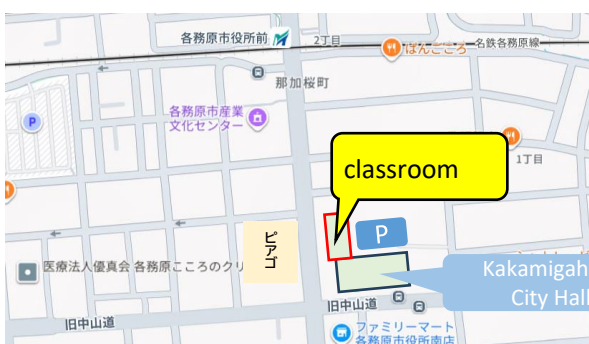 各務原市役所前
2丁目
ばんごころ
名鉄各務原線
那加桜町
P
各務原市産業
文化センター
1丁目
classroom
P
ピアゴ
医療法人優真会 各務原こころのクリ
Kakamigah
City Hall
旧中山道
旧中山道
ファミリーマート
各務原市役所南店